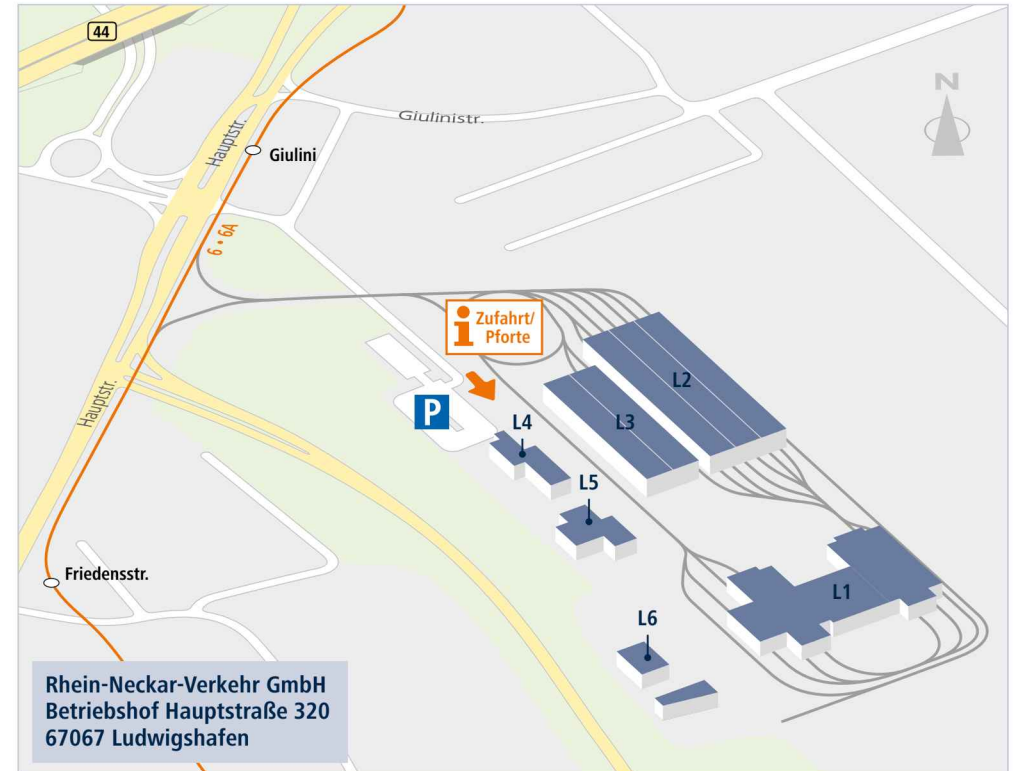 44
N
Giulinistr.
Hauptstr.
Giulini
6 • 6A
Zufahrt/
Pforte
L2
Hauptstr.
P
L4
L3
L5
Friedensstr.
L1
L6
Rhein-Neckar-Verkehr GmbH
Betriebshof Hauptstraße 320
67067 Ludwigshafen